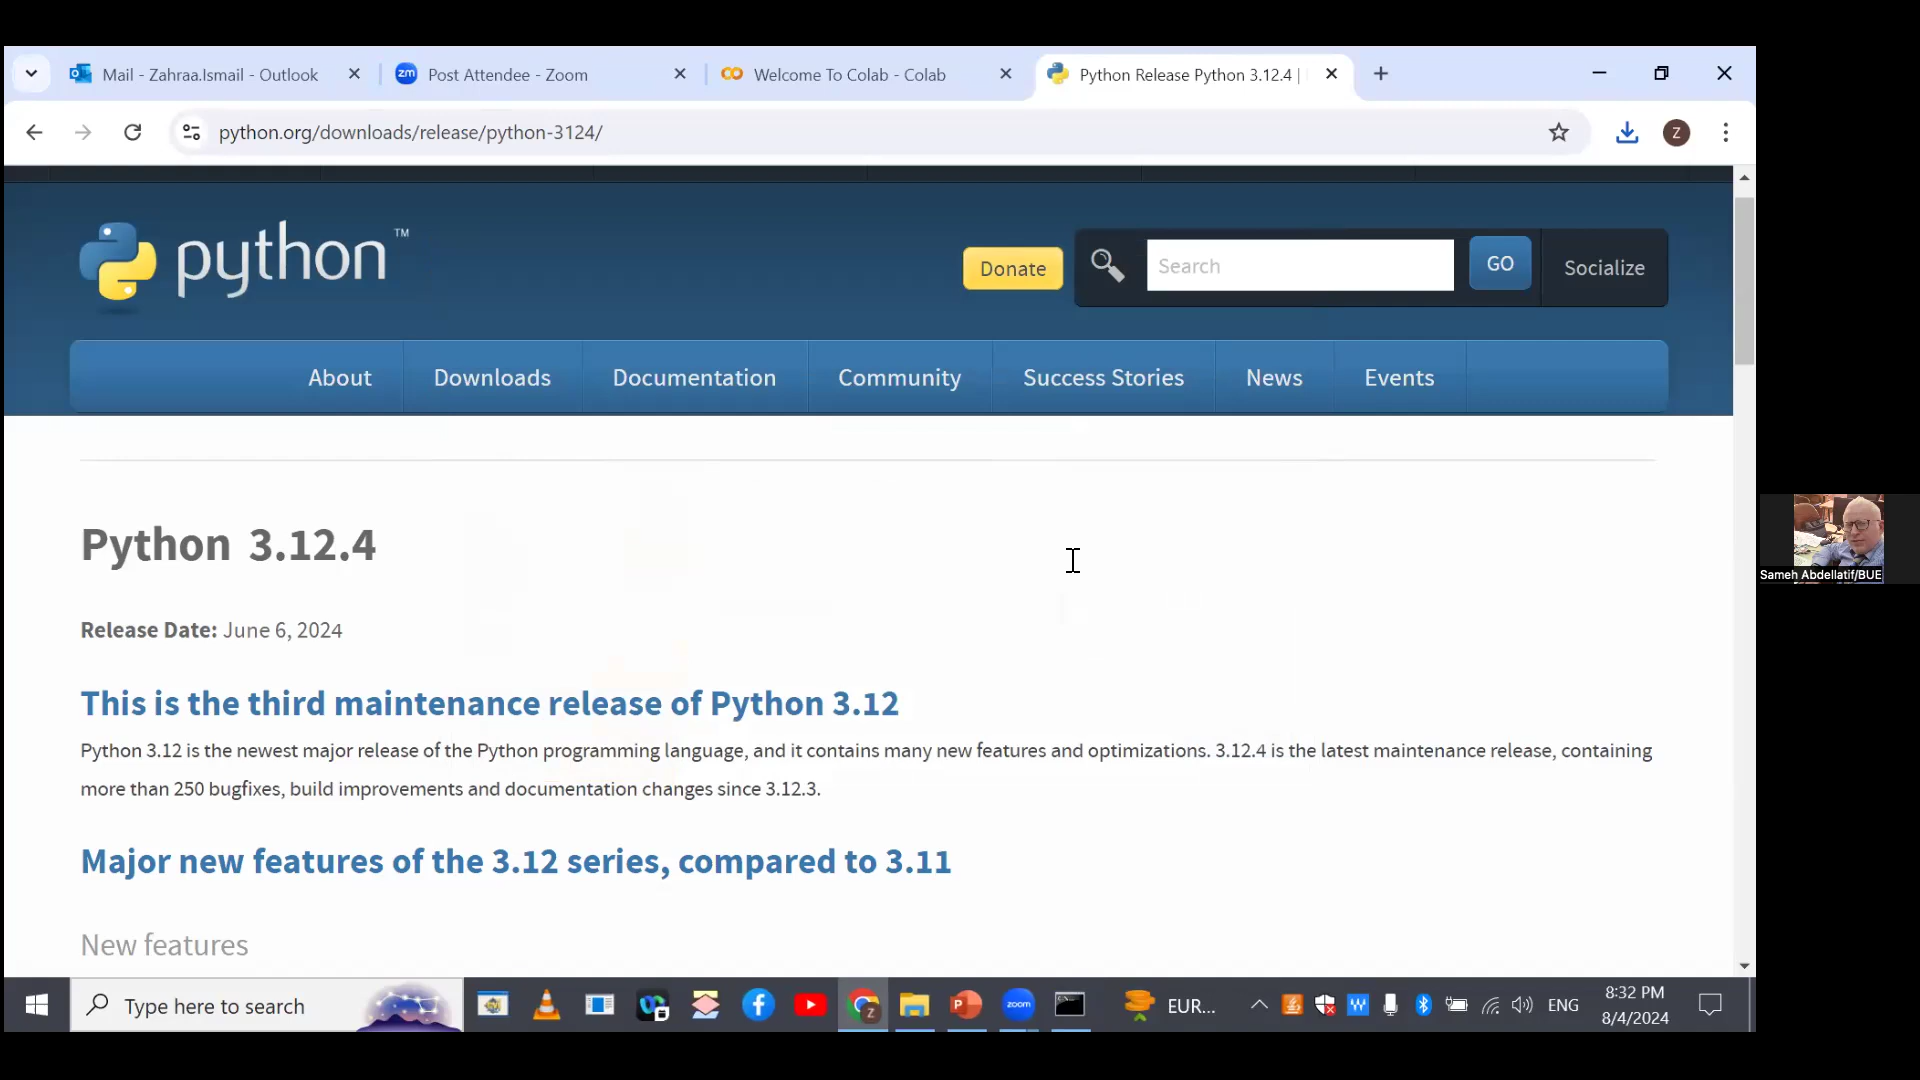 Mail - Zahraa.Ismail - Outlook
zm
Post Attendee - Zoom
Welcome To Colab - Colab
Python Release Python 3.12.4 |
python.org/downloads/release/python-3124/
Z
python™
Donate
Search
GO
Socialize
About
Downloads
Documentation
Community
Success Stories
News
Events
Python 3.12.4
Release Date: June 6, 2024
This is the third maintenance release of Python 3.12
Python 3.12 is the newest major release of the Python programming language, and it contains many new features and optimizations. 3.12.4 is the latest maintenance release, containing
more than 250 bugfixes, build improvements and documentation changes since 3.12.3.
Major new features of the 3.12 series, compared to 3.11
New features
Sameh Abdellatif/BUE
Type here to search
zoom
EUR...
ENG
8:32 PM
8/4/2024